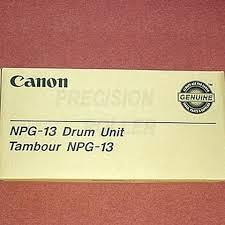 Canon
GENUINE
PRECISION
NPG-13 Drum Unit
Tambour NPG-13